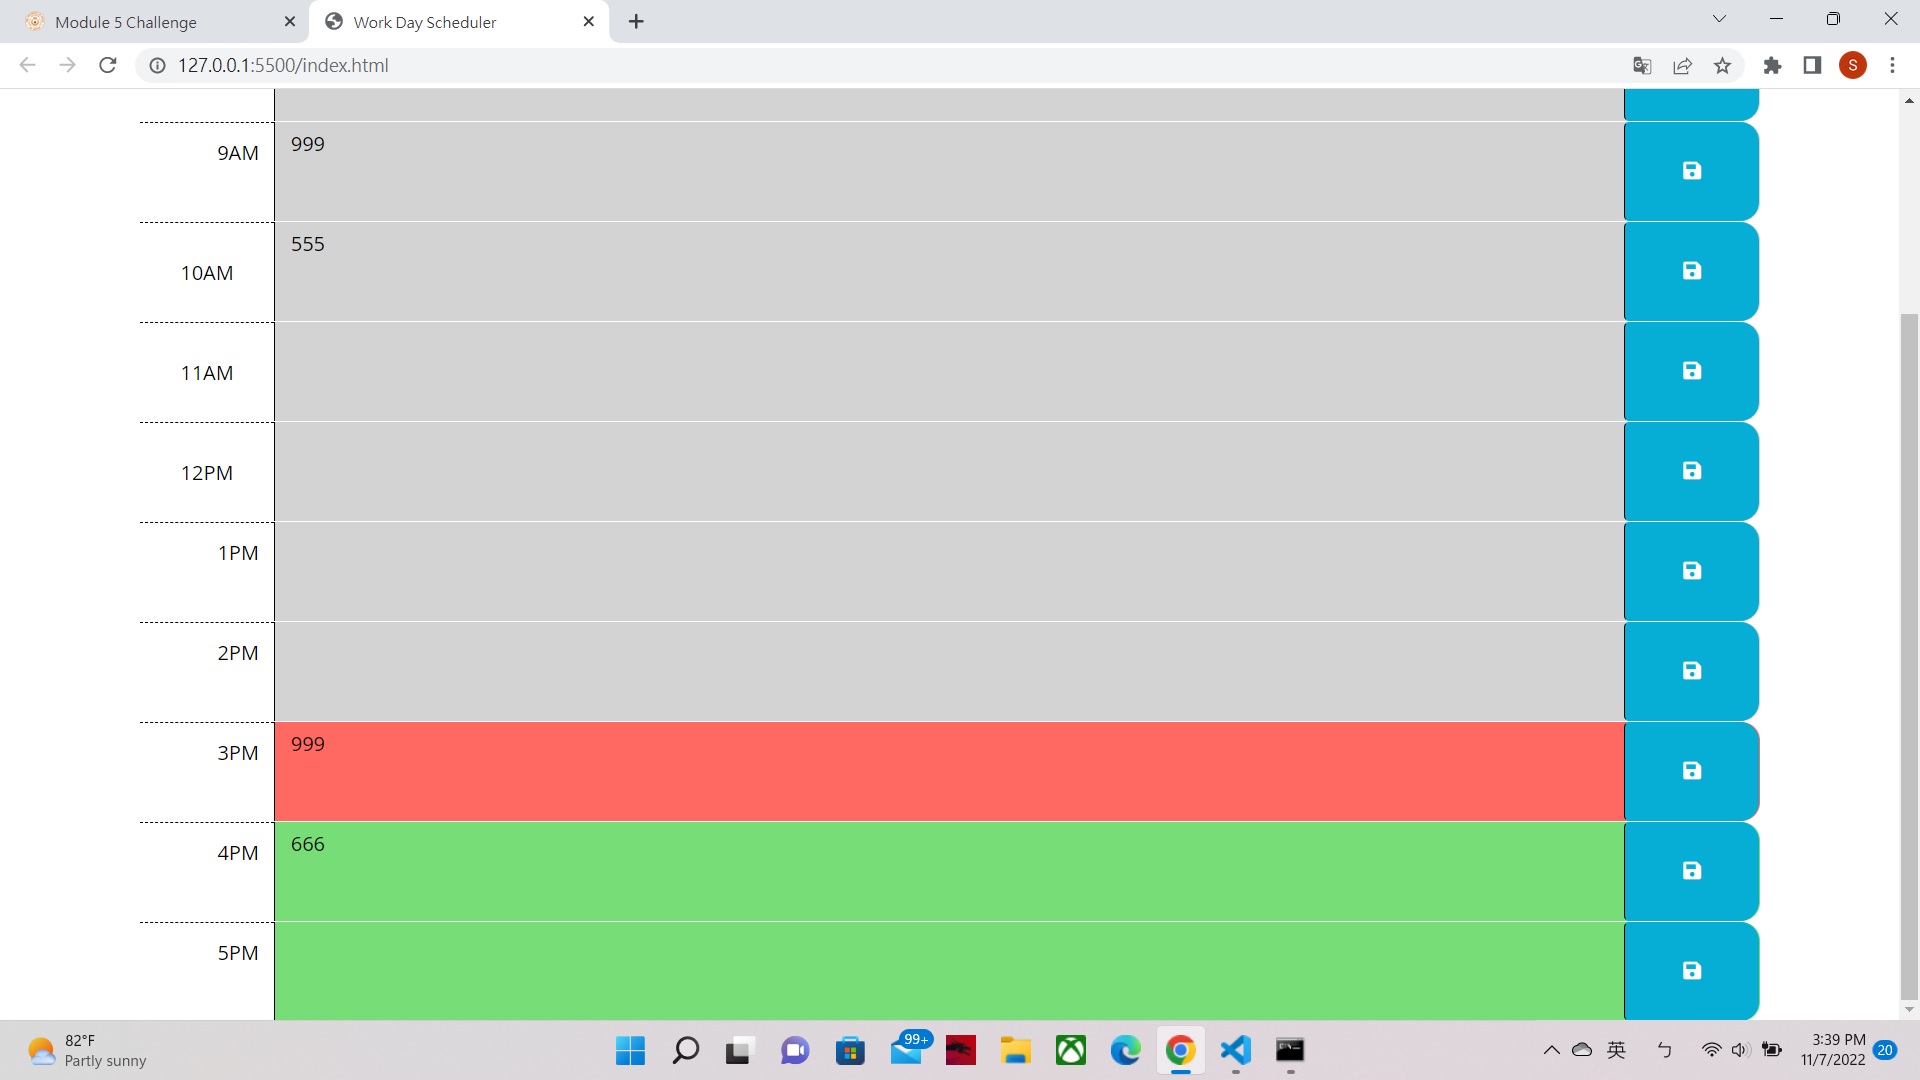 Module 5 Challenge
Work Day Scheduler
127.0.0.1:5500/index.html
S
9AM
999
10AM
555
11AM
12PM
1PM
2PM
3PM
999
4PM
666
5PM
82°F
Partly sunny
99+
英
ㄅ
3:39 PM
11/7/2022
20